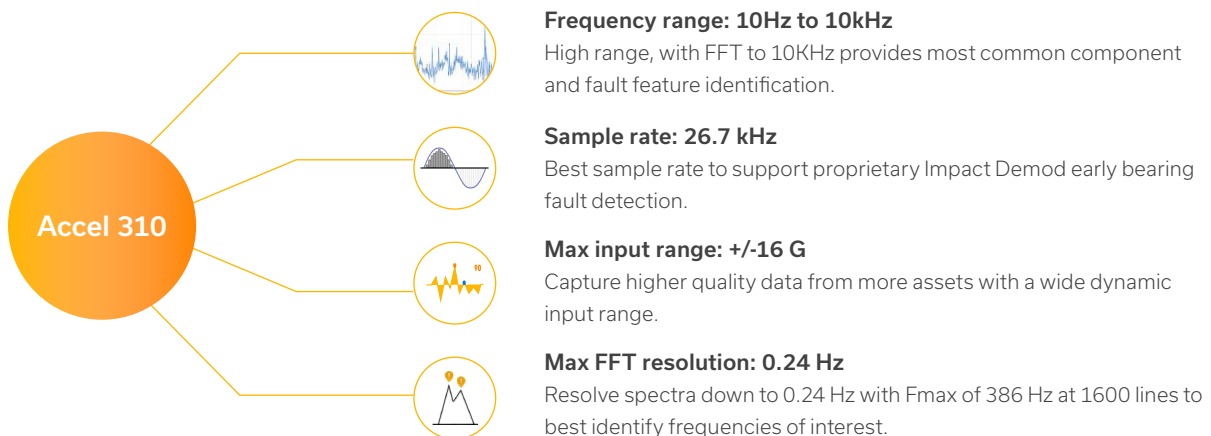 Accel 310
Frequency range: 10Hz to 10kHz
High range, with FFT to 10KHz provides most common component
and fault feature identification.
Sample rate: 26.7 kHz
Best sample rate to support proprietary Impact Demod early bearing
fault detection.
90
Max input range: +/-16 G
Capture higher quality data from more assets with a wide dynamic
input range.
Max FFT resolution: 0.24 Hz
Resolve spectra down to 0.24 Hz with Fmax of 386 Hz at 1600 lines to
best identify frequencies of interest.